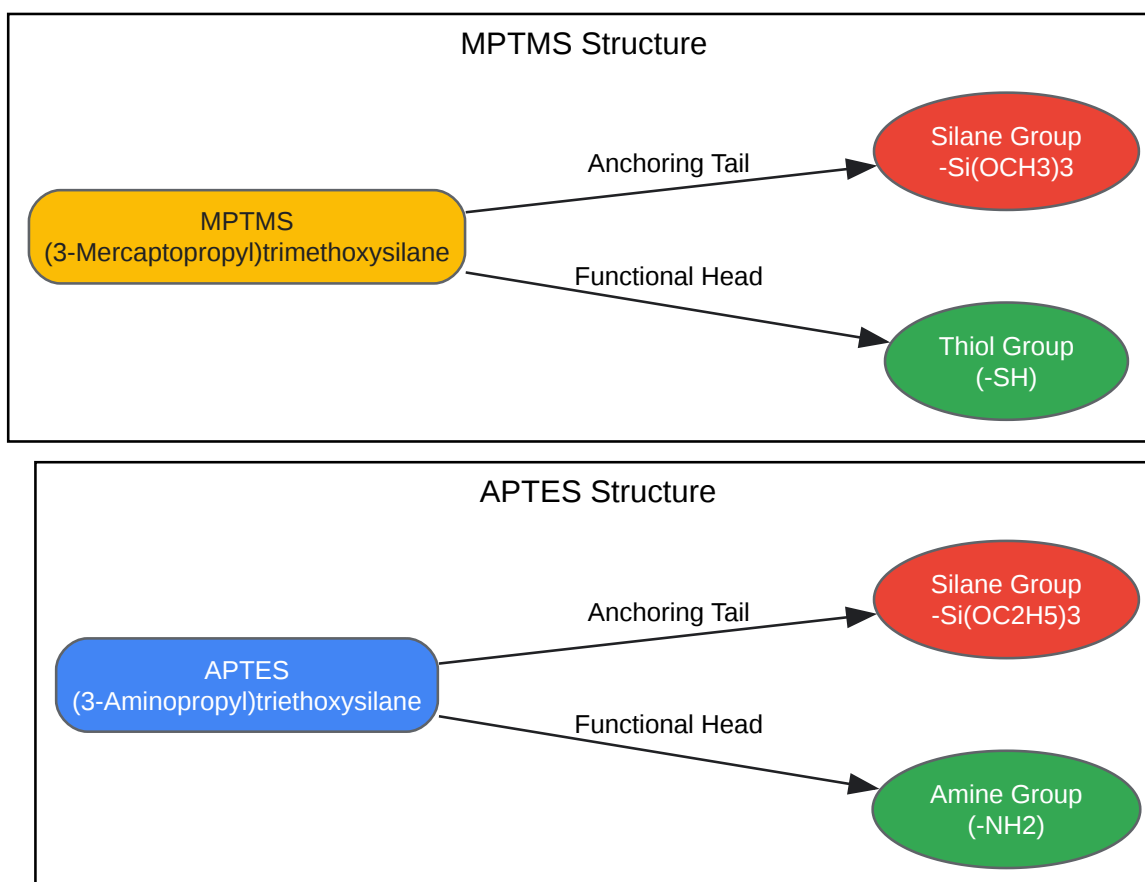 MPTMS Structure
Anchoring Tail
Silane Group
-Si(OCH3)3
MPTMS
(3-Mercaptopropyl)trimethoxysilane
Functional Head
Thiol Group
(-SH)
APTES Structure
Anchoring Tail
Silane Group
-Si(OC2H5)3
APTES
(3-Aminopropyl)triethoxysilane
Functional Head
Amine Group
(-NH2)